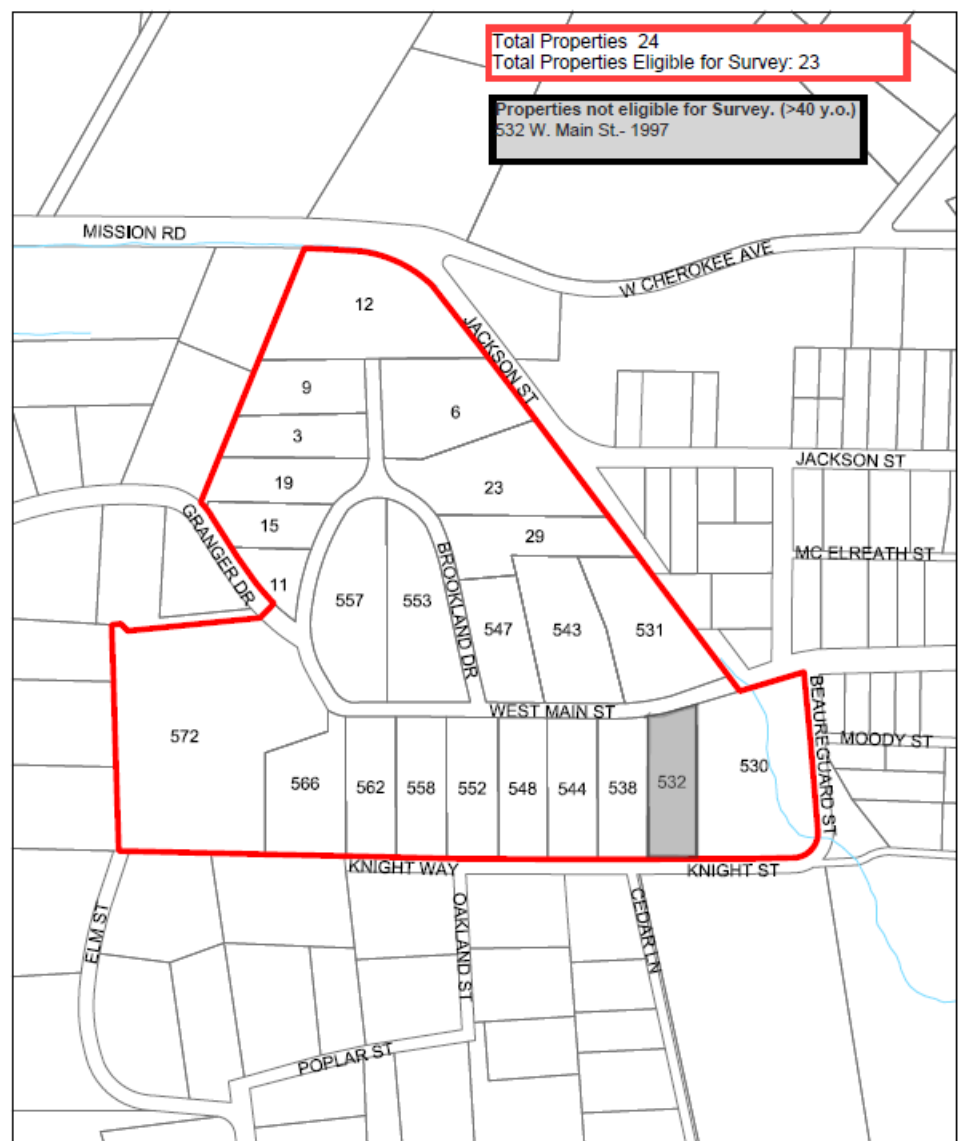 Total Properties 24
Total Properties Eligible for Survey: 23
Properties not eligible for Survey. (>40 y.o.)
532 W. Main St.- 1997
MISSION RD
W CHEROKEE AVE
12
JACKSON ST
9
6
3
JACKSON ST
19
23
GRANGER DR
15
29
BROOKLAND DR
MC ELREATH ST
11
557
553
547
543
531
WEST MAIN ST
BEAUREGUARD ST
MOODY ST
572
530
566
562
558
552
548
544
538
532
KNIGHT WAY
KNIGHT ST
ELM ST
OAKLAND ST
CEDAR LN
POPLAR ST